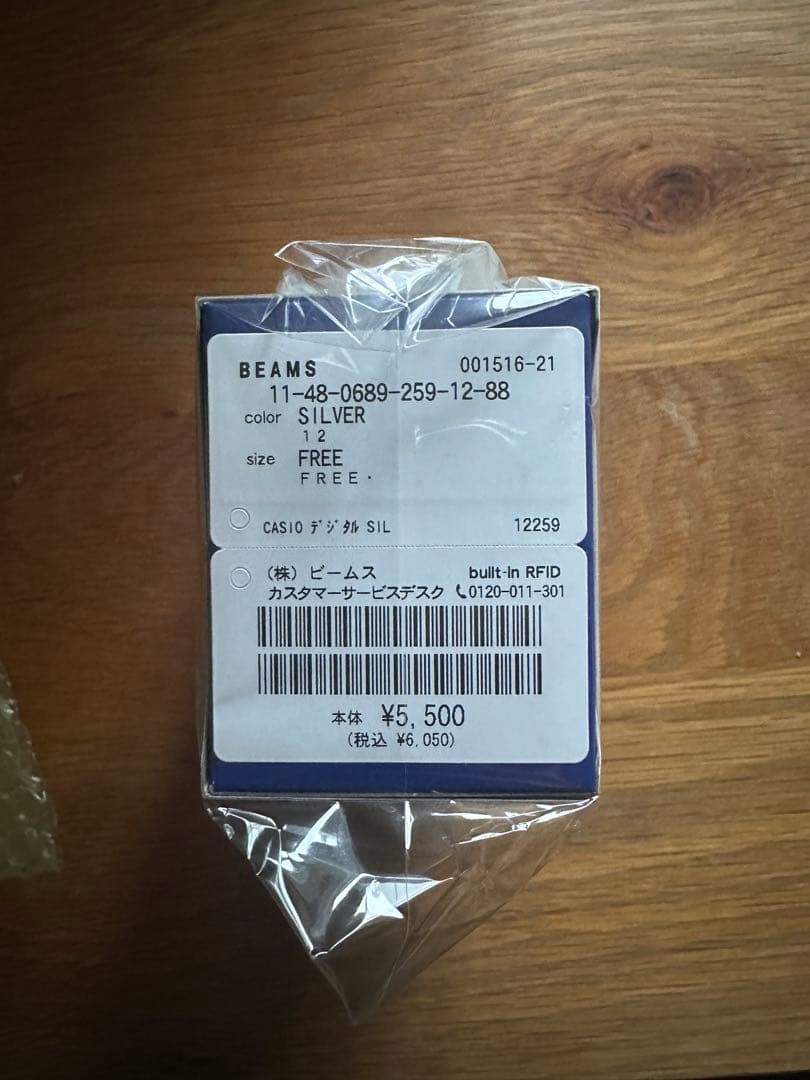 BEAMS 001516-21
11-48-0689-259-12-88
color SILVER
12
size FREE
FREE.
CASIO ﾃﾞｼﾞﾀﾙ SIL 12259
(株) ビームス built-in RFID
カスタマーサービスデスク 📞0120-011-301
本体 ¥5,500
(税込 ¥6,050)